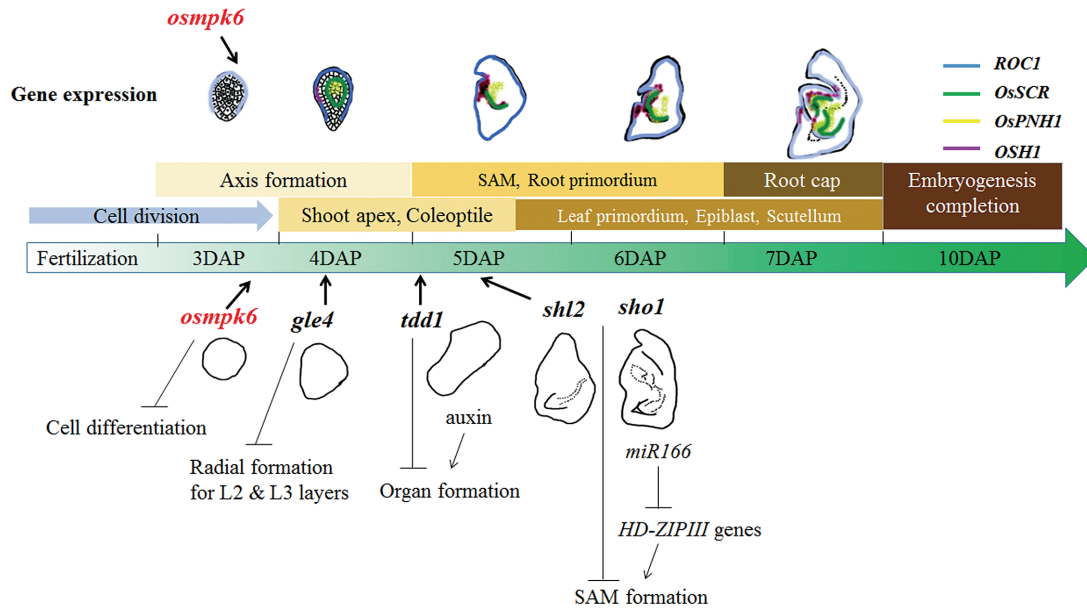 osmpk6
Gene expression
ROC1
OsSCR
OsPNH1
OSH1
Axis formation
SAM, Root primordium
Root cap
Embryogenesis
completion
Cell division
Shoot apex, Coleoptile
Leaf primordium, Epiblast, Scutellum
Fertilization
3DAP
4DAP
5DAP
6DAP
7DAP
10DAP
osmpk6
gle4
tdd1
shl2
sho1
Cell differentiation
Radial formation
for L2 & L3 layers
auxin
Organ formation
miR166
HD-ZIPIII genes
SAM formation